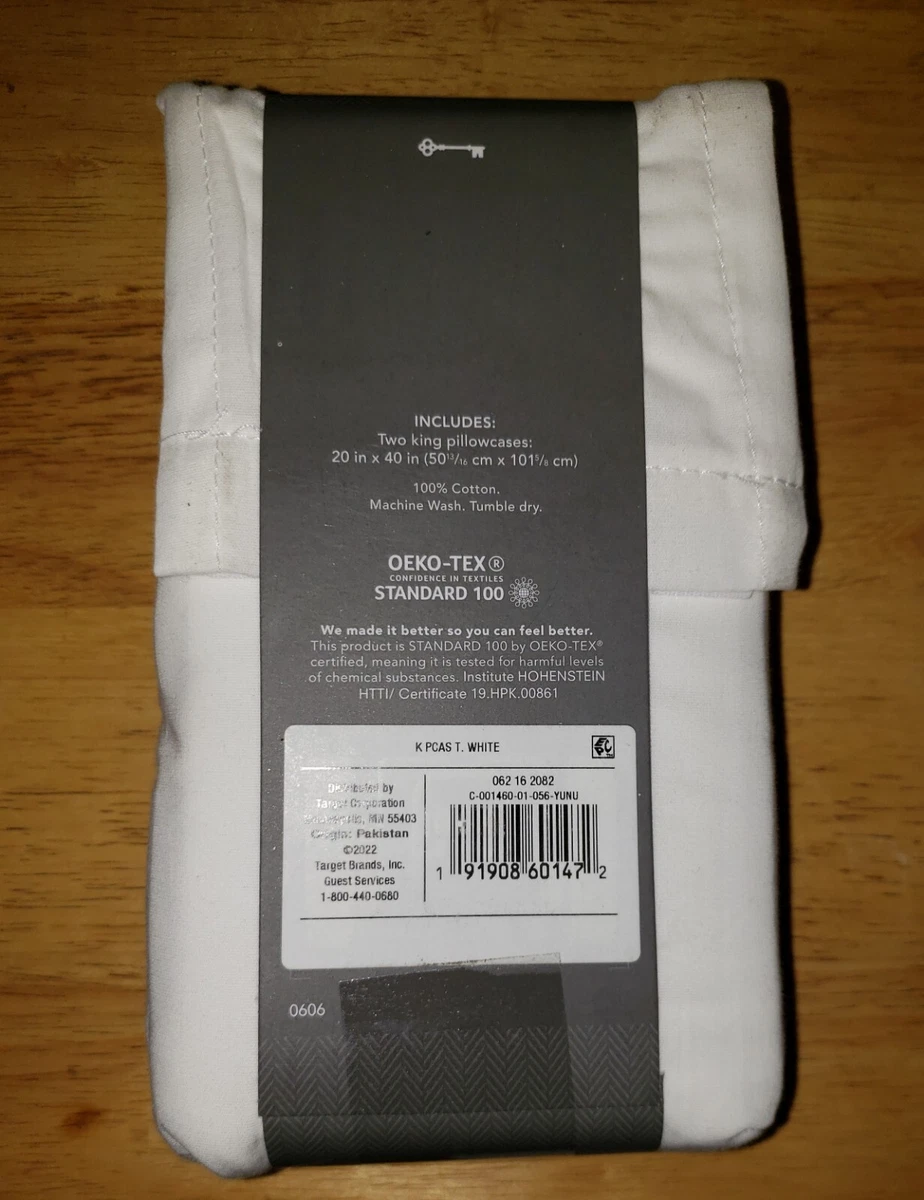 INCLUDES:
Two king pillowcases:
20 in x 40 in (50¹³/₁₆ cm x 101⁵/₈ cm)
100% Cotton.
Machine Wash. Tumble dry.
OEKO-TEX®
CONFIDENCE IN TEXTILES
STANDARD 100
We made it better so you can feel better.
This product is STANDARD 100 by OEKO-TEX®
certified, meaning it is tested for harmful levels
of chemical substances. Institute HOHENSTEIN
HTTI/ Certificate 19.HPK.00861
K PCAS T. WHITE
Distributed by
Target Corporation
MN 55403
Origin: Pakistan
©2022
Target Brands, Inc.
Guest Services
1-800-440-0680
062 16 2082
C-001460-01-056-YUNU
1 91908 60147 2
0606